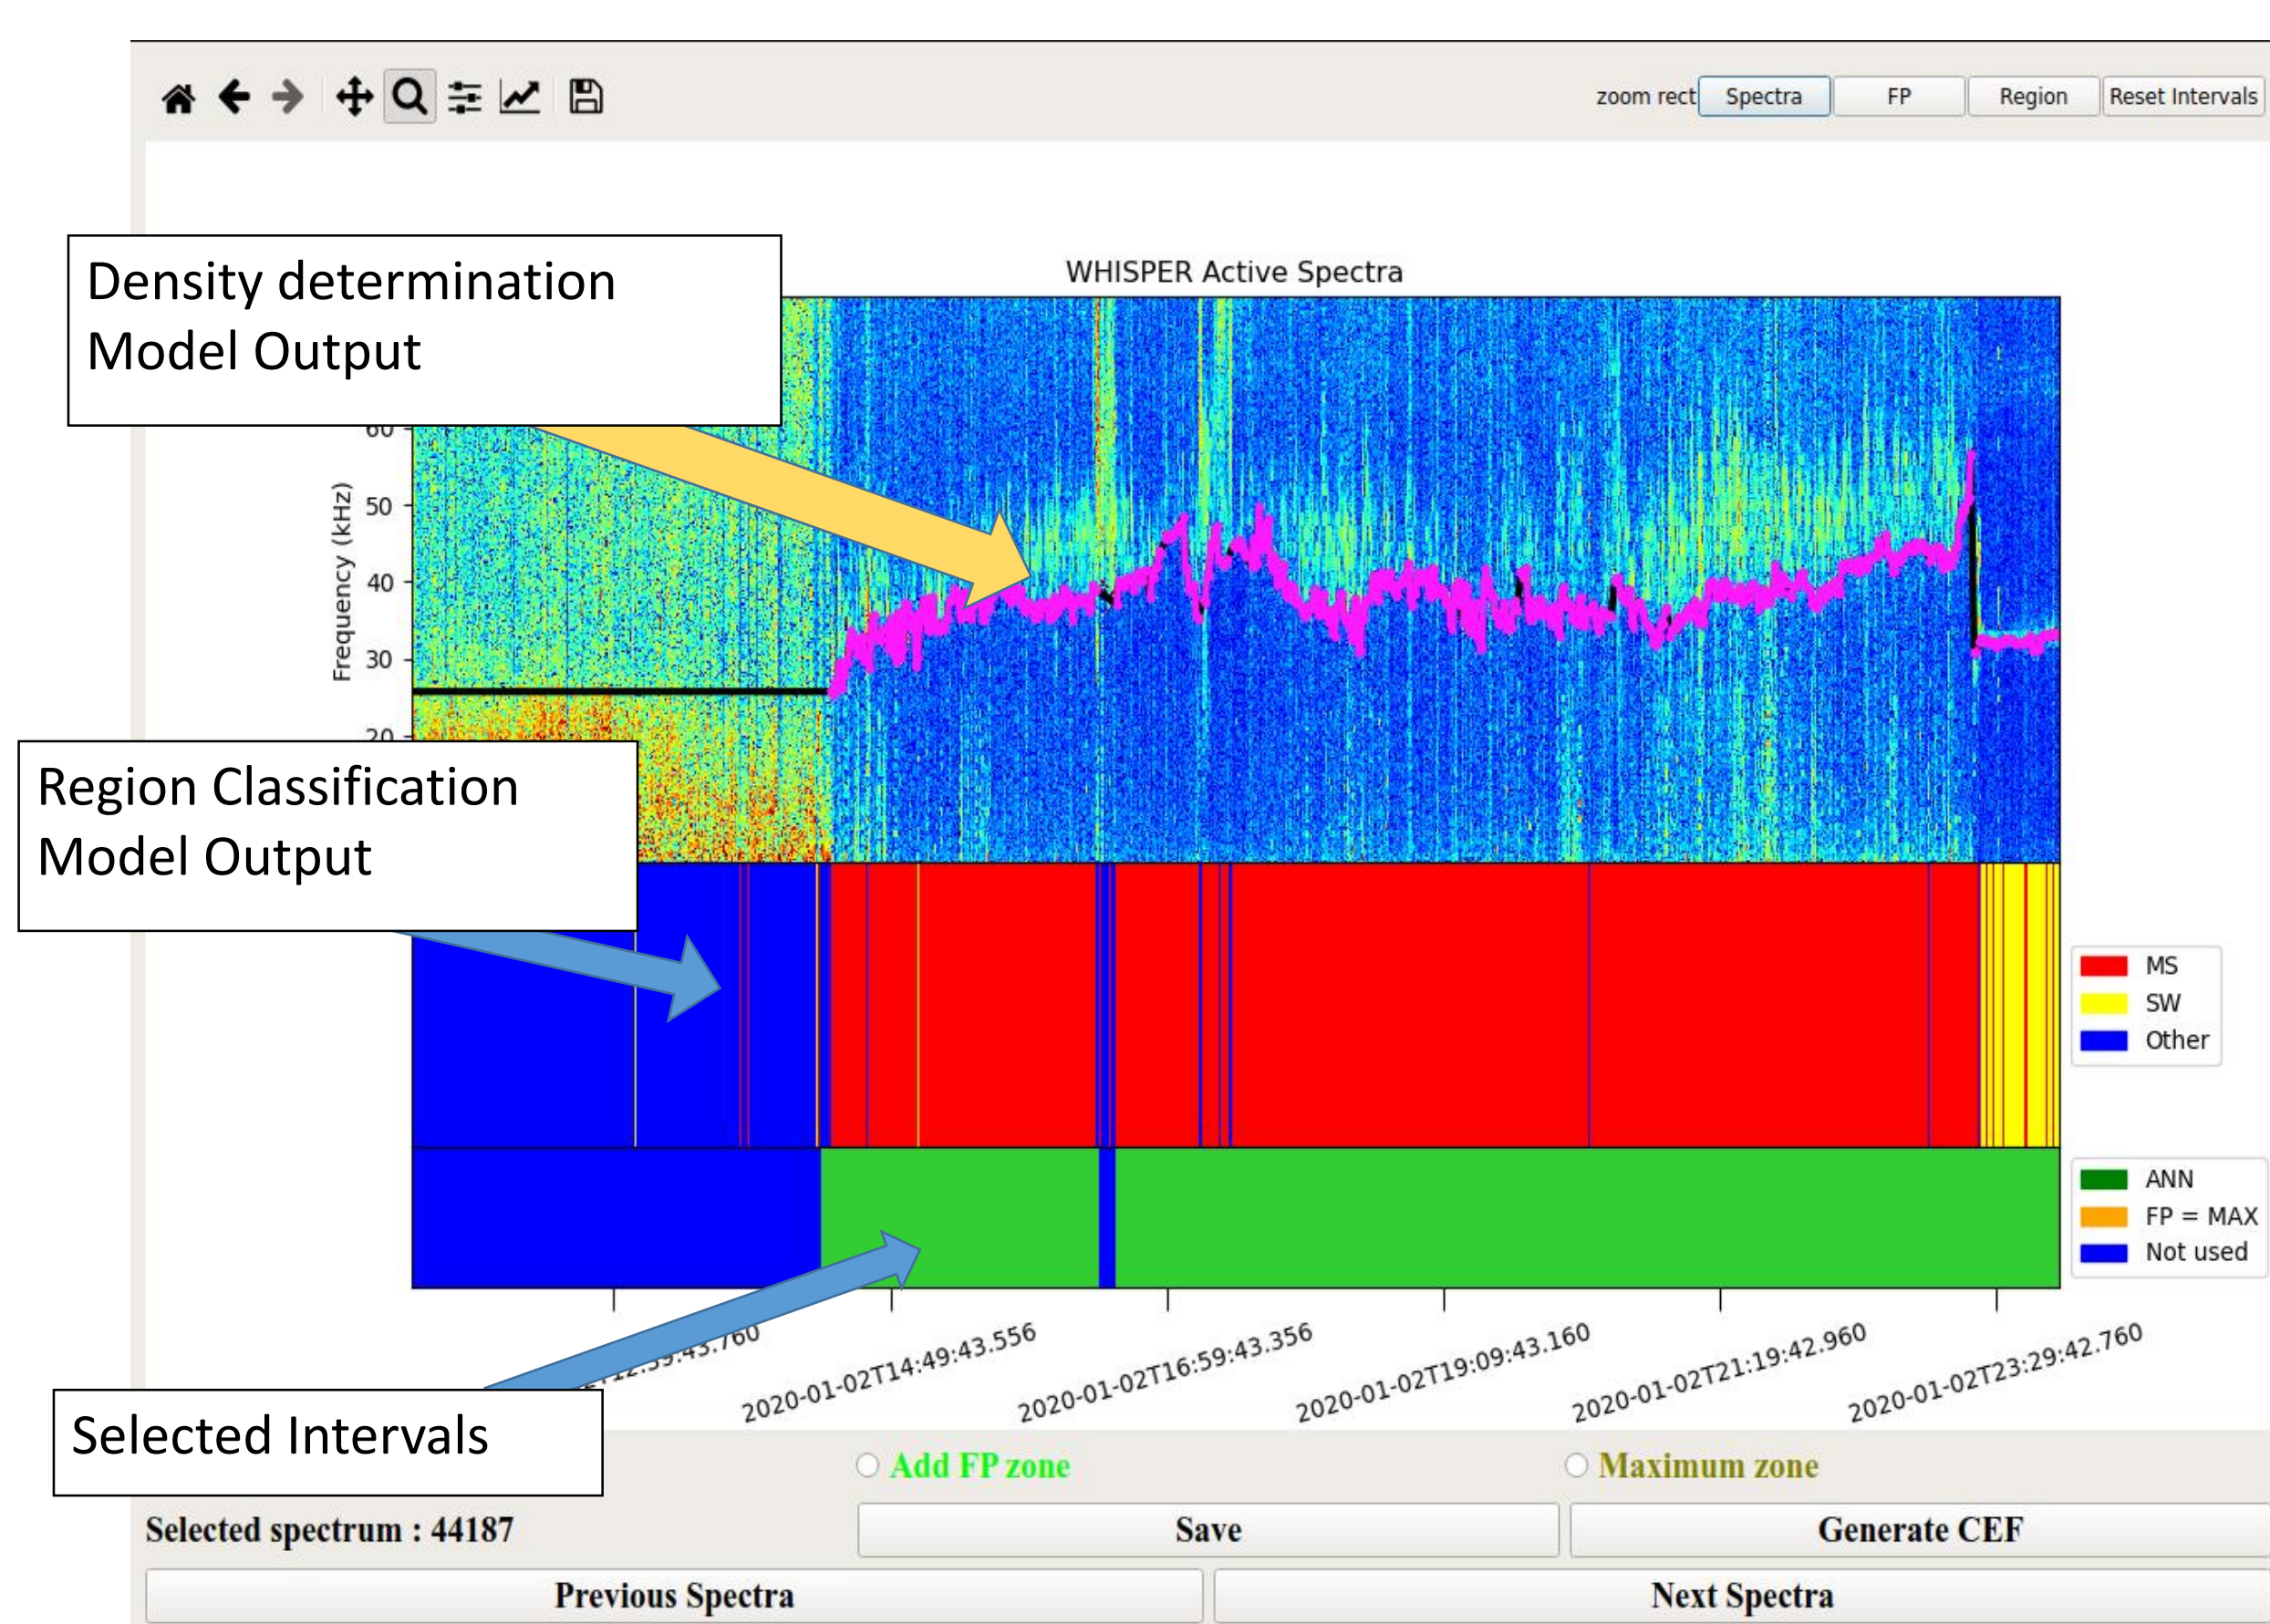 zoom rect Spectra FP Region Reset Intervals
WHISPER Active Spectra
Density determination
Model Output
60
50
40
30
20
Frequency (kHz)
Region Classification
Model Output
MS
SW
Other
ANN
FP = MAX
Not used
2020-01-02T14:49:43.556
2020-01-02T16:59:43.356
2020-01-02T19:09:43.160
2020-01-02T21:19:42.960
2020-01-02T23:29:42.760
Selected Intervals
Add FP zone
Maximum zone
Selected spectrum : 44187
Save
Generate CEF
Previous Spectra
Next Spectra